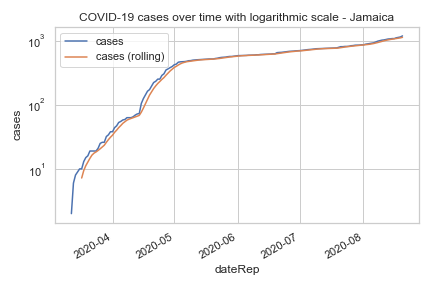 COVID-19 cases over time with logarithmic scale - Jamaica
cases
cases (rolling)
10³
10²
10¹
cases
2020-04
2020-05
2020-06
2020-07
2020-08
dateRep